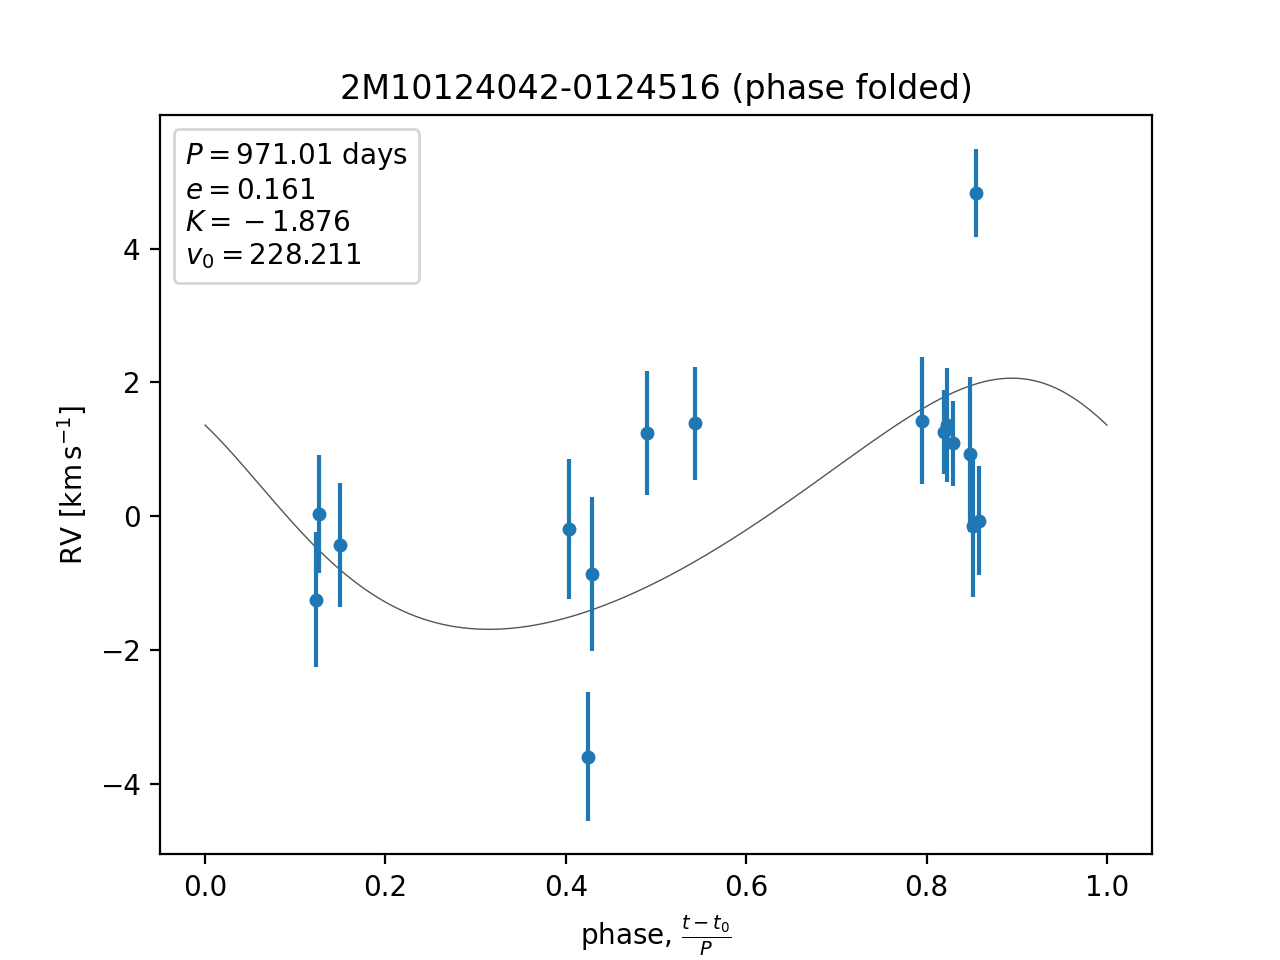 2M10124042-0124516 (phase folded)
P = 971.01 days
e = 0.161
K = −1.876
v₀ = 228.211
4
2
0
−2
−4
RV [km s⁻¹]
0.0 0.2 0.4 0.6 0.8 1.0
phase, (t − t₀)/P